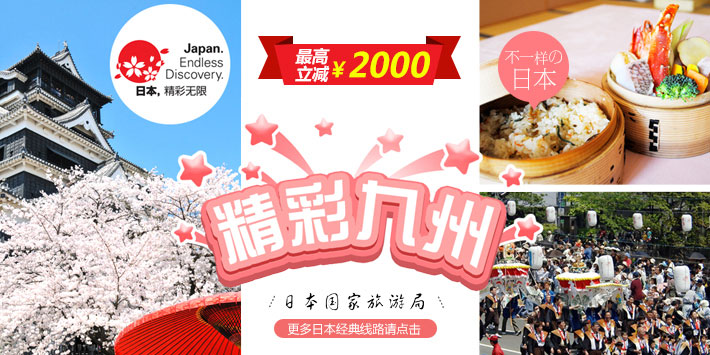 Japan.
Endless
Discovery.
日本,精彩无限
最高
立减
¥2000
不一样の
日本
精彩九州
日本国家旅游局
更多日本经典线路请点击